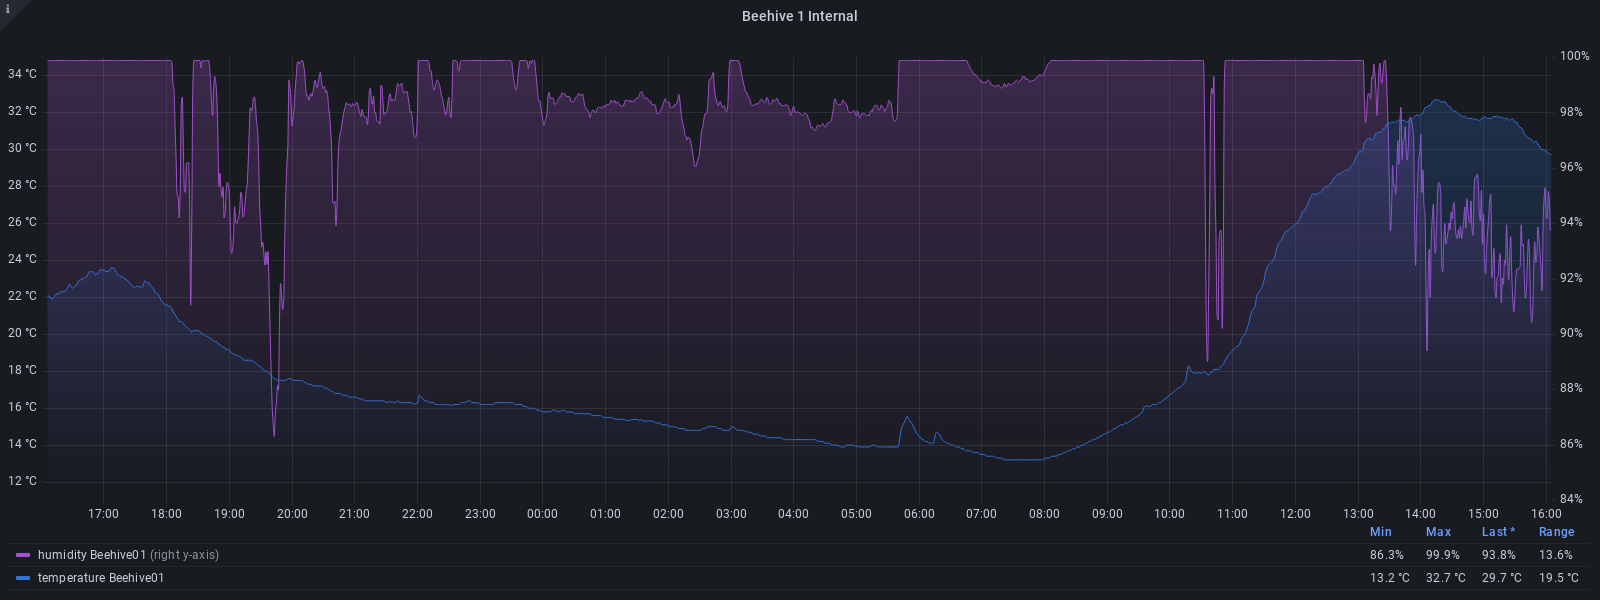 i
Beehive 1 Internal
34 °C
32 °C
30 °C
28 °C
26 °C
24 °C
22 °C
20 °C
18 °C
16 °C
14 °C
12 °C
100%
98%
96%
94%
92%
90%
88%
86%
84%
17:00 18:00 19:00 20:00 21:00 22:00 23:00 00:00 01:00 02:00 03:00 04:00 05:00 06:00 07:00 08:00 09:00 10:00 11:00 12:00 13:00 14:00 15:00 16:00
Min Max Last * Range
humidity Beehive01 (right y-axis) 86.3% 99.9% 93.8% 13.6%
temperature Beehive01 13.2 °C 32.7 °C 29.7 °C 19.5 °C